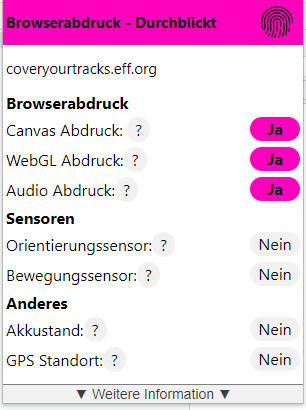 Browserabdruck - Durchblickt
coveryourtracks.eff.org
Browserabdruck
Canvas Abdruck: ? Ja
WebGL Abdruck: ? Ja
Audio Abdruck: ? Ja
Sensoren
Orientierungssensor: ? Nein
Bewegungssensor: ? Nein
Anderes
Akkustand: ? Nein
GPS Standort: ? Nein
▼ Weitere Information ▼